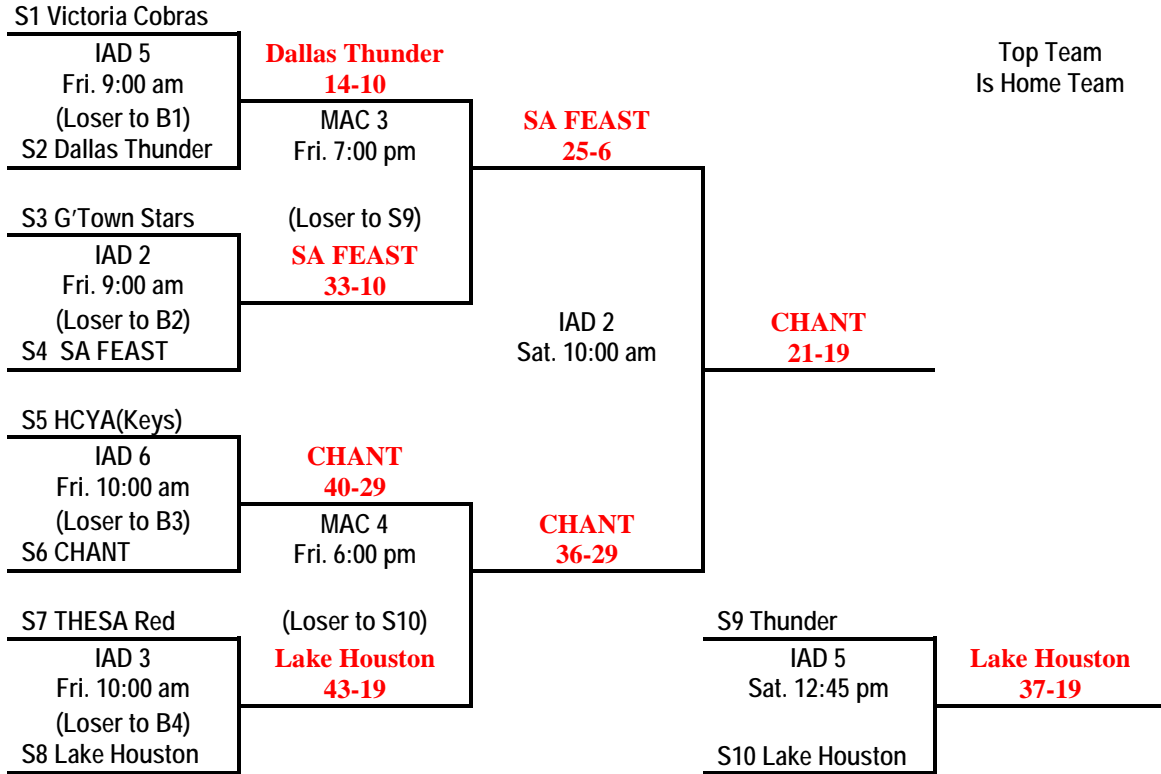 S1 Victoria Cobras
IAD 5
Fri. 9:00 am
(Loser to B1)
S2 Dallas Thunder
Dallas Thunder
14-10
MAC 3
Fri. 7:00 pm
(Loser to S9)
S3 G'Town Stars
IAD 2
Fri. 9:00 am
(Loser to B2)
S4 SA FEAST
SA FEAST
33-10
SA FEAST
25-6
IAD 2
Sat. 10:00 am
CHANT
21-19
Top Team
Is Home Team
S5 HCYA(Keys)
IAD 6
Fri. 10:00 am
(Loser to B3)
S6 CHANT
CHANT
40-29
MAC 4
Fri. 6:00 pm
(Loser to S10)
CHANT
36-29
S7 THESA Red
IAD 3
Fri. 10:00 am
(Loser to B4)
S8 Lake Houston
Lake Houston
43-19
S9 Thunder
IAD 5
Sat. 12:45 pm
S10 Lake Houston
Lake Houston
37-19